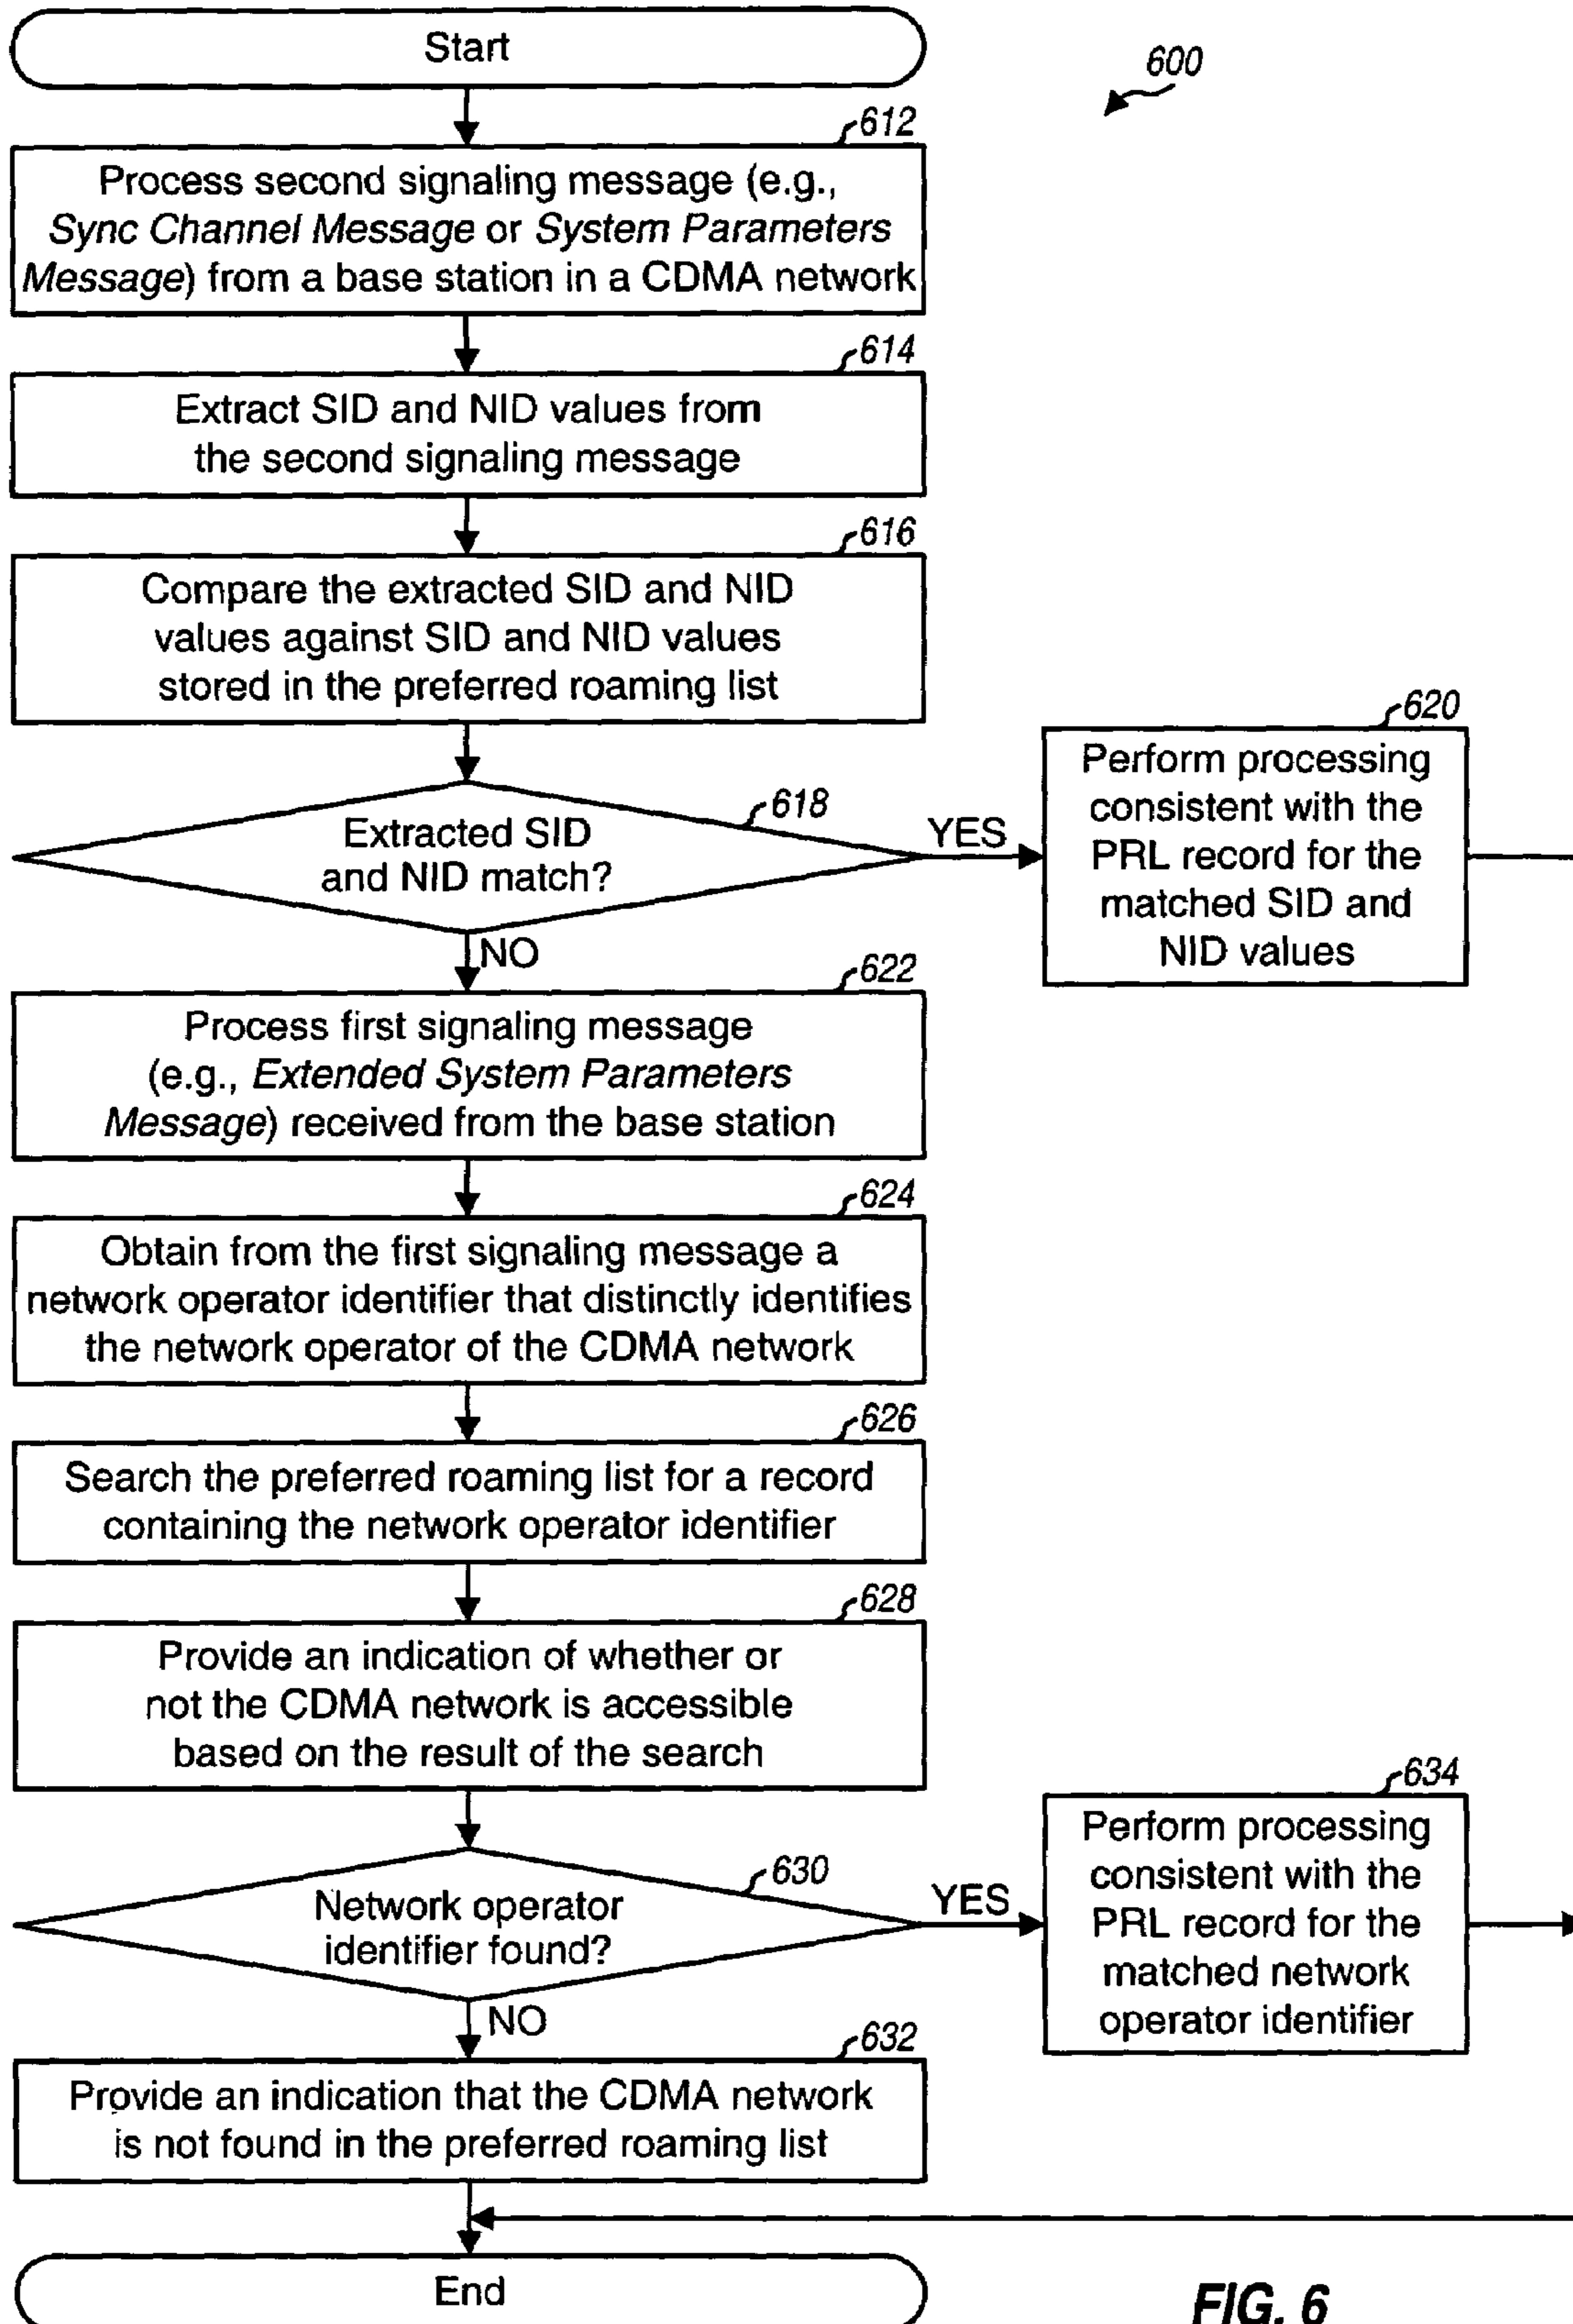 Start
600
612
Process second signaling message (e.g.,
Sync Channel Message or System Parameters
Message) from a base station in a CDMA network
614
Extract SID and NID values from
the second signaling message
616
Compare the extracted SID and NID
values against SID and NID values
stored in the preferred roaming list
618
Extracted SID
and NID match?
YES
620
Perform processing
consistent with the
PRL record for the
matched SID and
NID values
NO
622
Process first signaling message
(e.g., Extended System Parameters
Message) received from the base station
624
Obtain from the first signaling message a
network operator identifier that distinctly identifies
the network operator of the CDMA network
626
Search the preferred roaming list for a record
containing the network operator identifier
628
Provide an indication of whether or
not the CDMA network is accessible
based on the result of the search
630
Network operator
identifier found?
YES
634
Perform processing
consistent with the
PRL record for the
matched network
operator identifier
NO
632
Provide an indication that the CDMA network
is not found in the preferred roaming list
End
FIG. 6